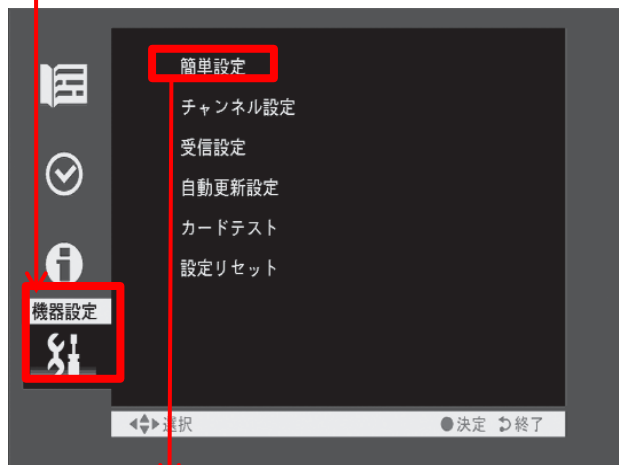 簡単設定
チャンネル設定
受信設定
自動更新設定
カードテスト
設定リセット
機器設定
選択 決定 終了